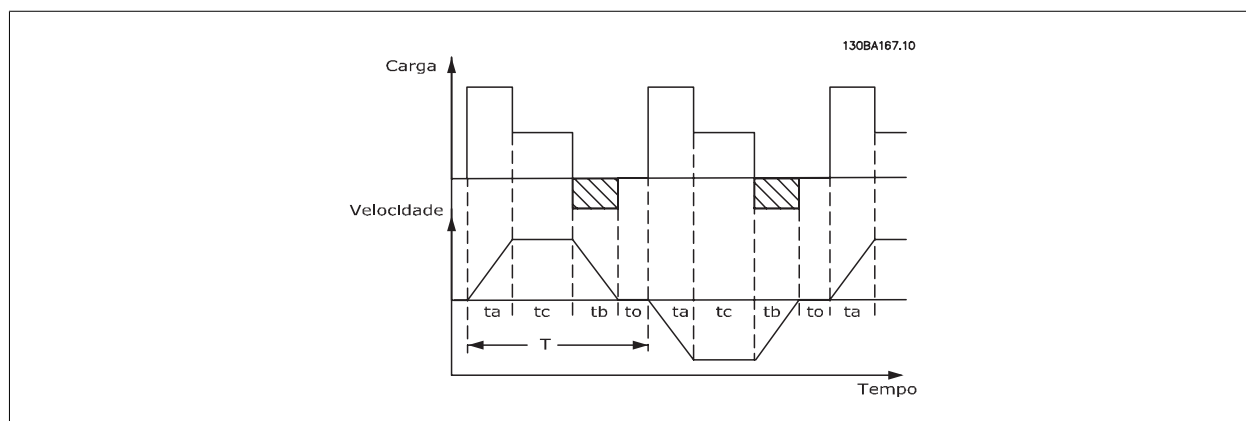 130BA167.10
Carga
Velocidade
ta tc tb to ta tc tb to ta
T
Tempo